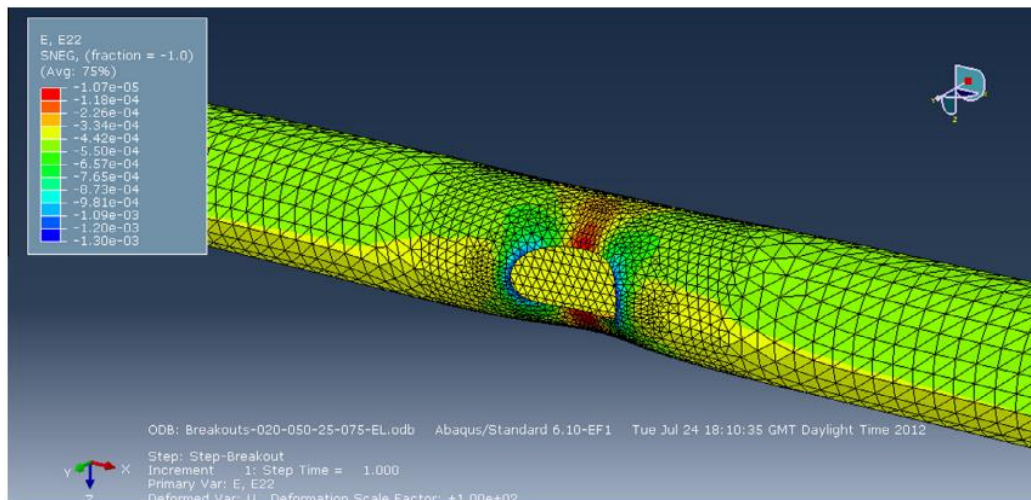 E, E22
SNEG, (fraction = -1.0)
(Avg: 75%)
-1.07e-05
-1.18e-04
-2.26e-04
-3.34e-04
-4.42e-04
-5.50e-04
-6.57e-04
-7.65e-04
-8.73e-04
-9.81e-04
-1.09e-03
-1.20e-03
-1.30e-03
Y
Z
ODB: Breakouts-020-050-25-075-EL.odb Abaqus/Standard 6.10-EF1 Tue Jul 24 18:10:35 GMT Daylight Time 2012
Step: Step-Breakout
Y X
Increment 1: Step Time = 1.000
Primary Var: E, E22
Z
Deformed Var: U Deformation Scale Factor: +1.00e+02